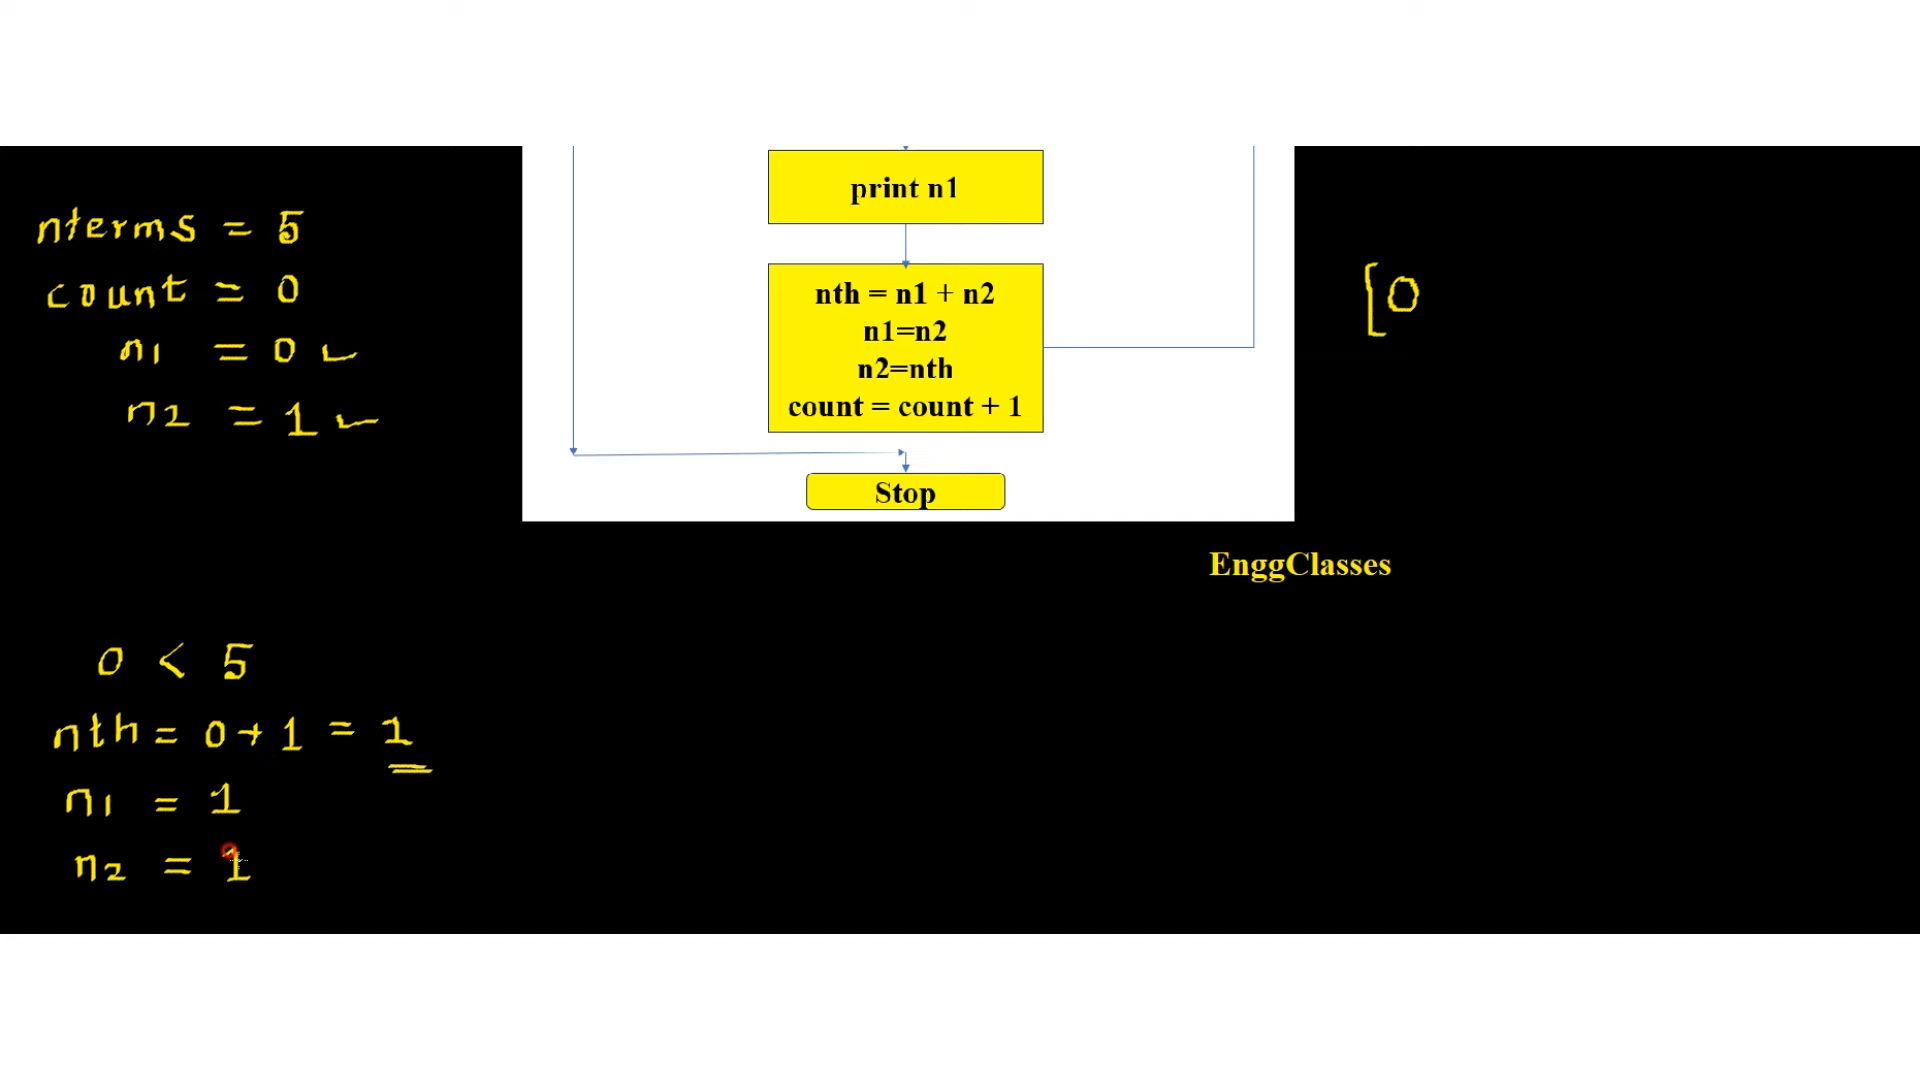 nterms = 5
count = 0
n1 = 0
n2 = 1
print n1
nth = n1 + n2
n1=n2
n2=nth
count = count + 1
Stop
[0
EnggClasses
0 < 5
nth = 0+1 = 1
n1 = 1
n2 = 1